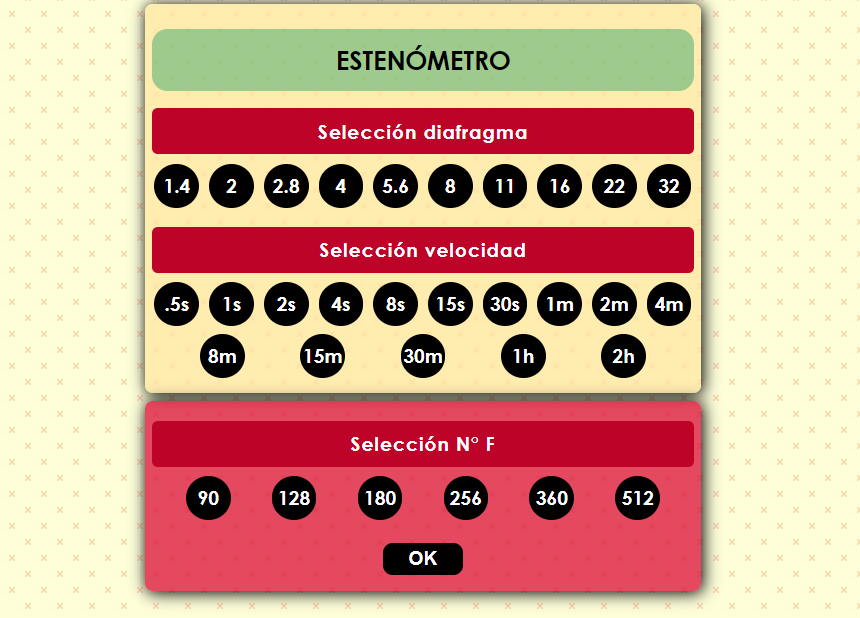 ESTENÓMETRO
Selección diafragma
1.4 2 2.8 4 5.6 8 11 16 22 32
Selección velocidad
.5s 1s 2s 4s 8s 15s 30s 1m 2m 4m
8m 15m 30m 1h 2h
Selección N° F
90 128 180 256 360 512
OK